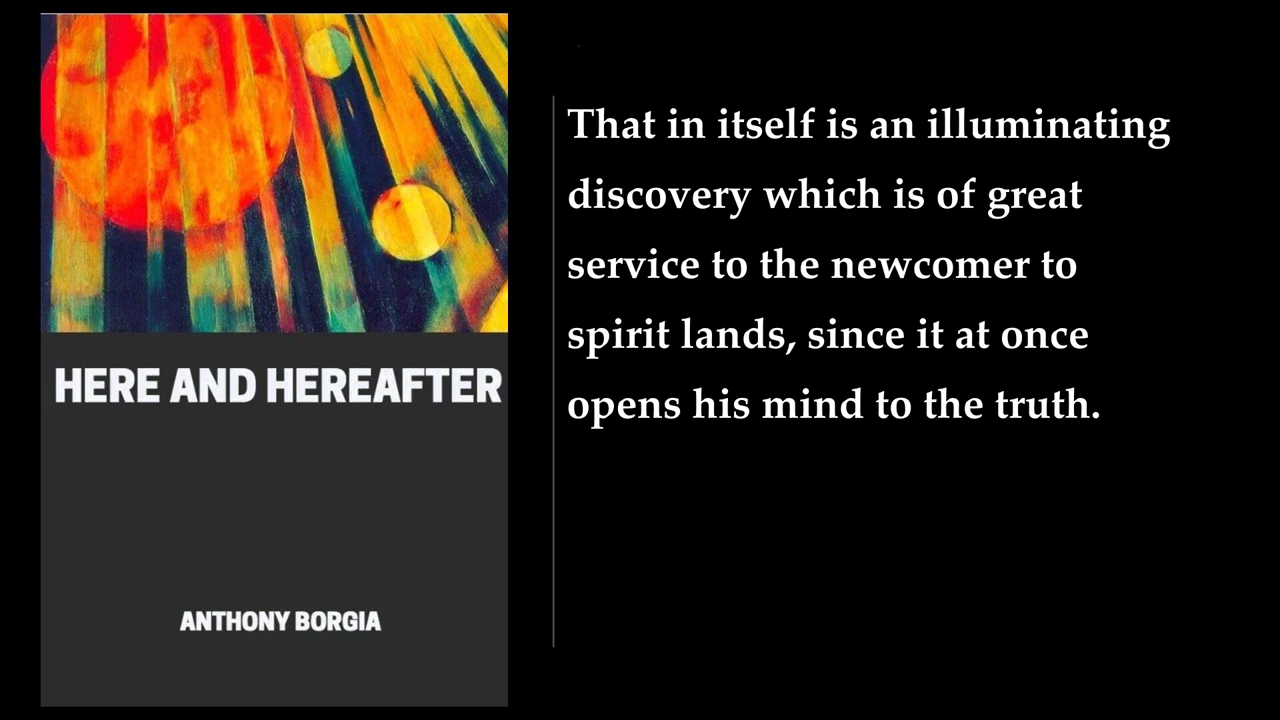 HERE AND HEREAFTER
ANTHONY BORGIA
That in itself is an illuminating
discovery which is of great
service to the newcomer to
spirit lands, since it at once
opens his mind to the truth.